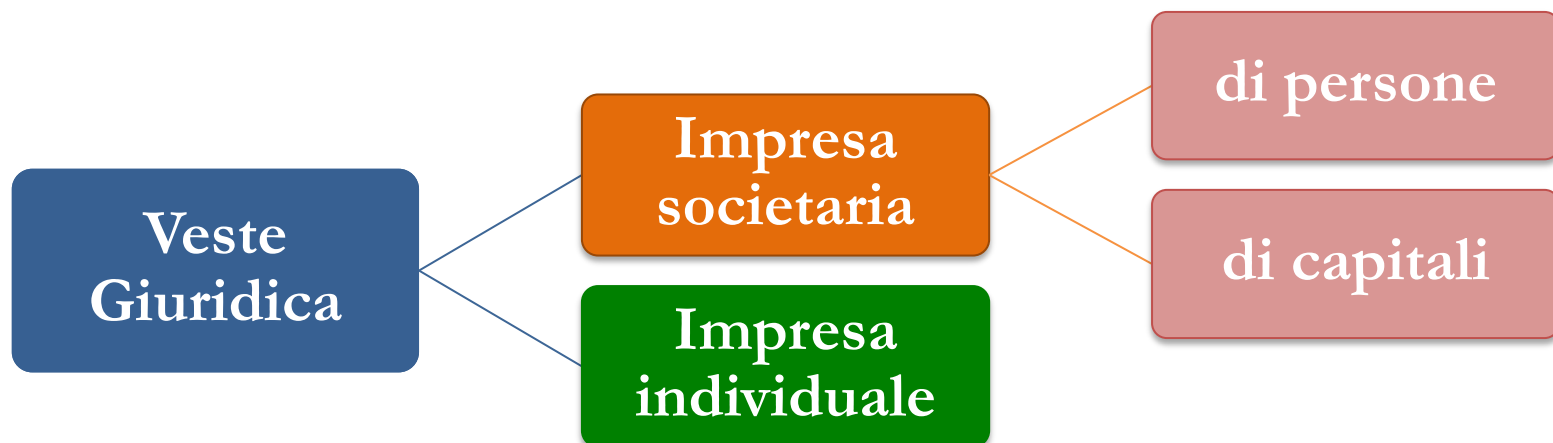 Veste
Giuridica
Impresa
societaria
Impresa
individuale
di persone
di capitali